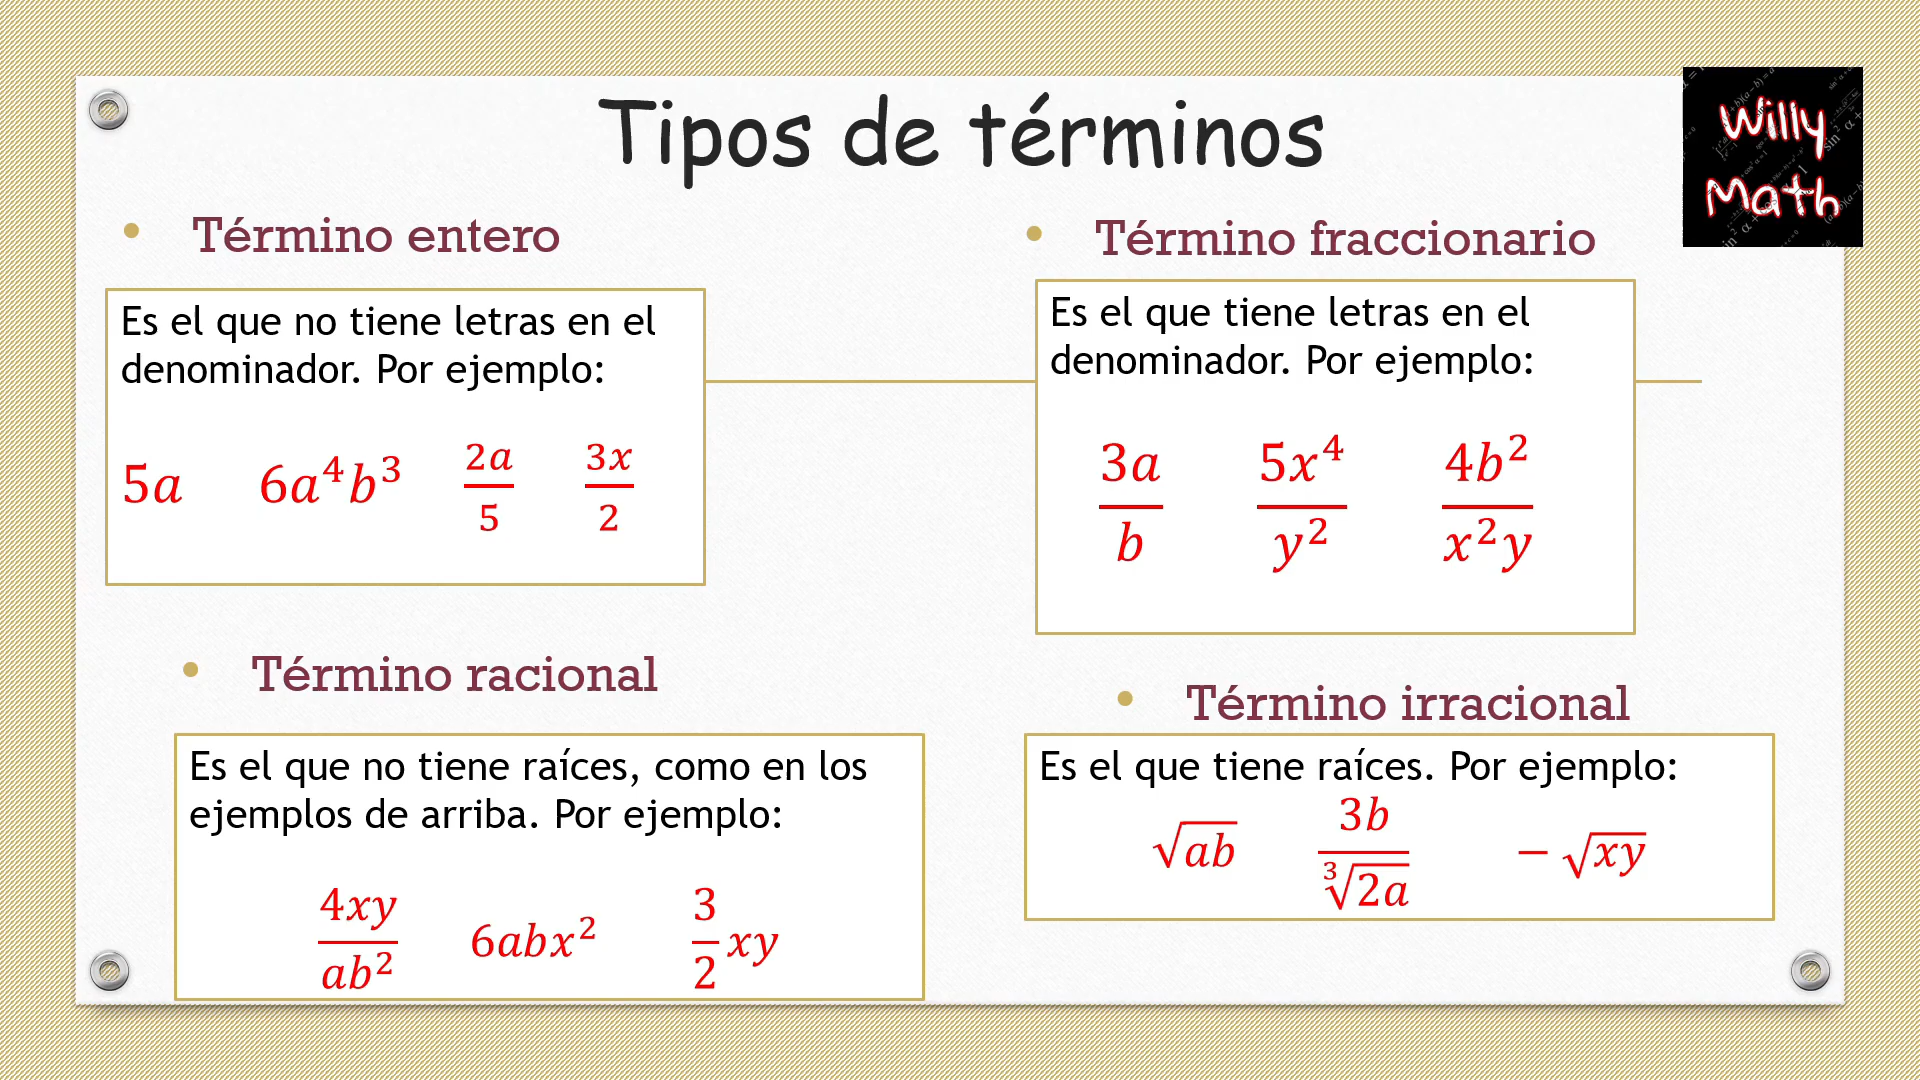 Tipos de términos
Willy
Math
• Término entero
Es el que no tiene letras en el
denominador. Por ejemplo:
5a 6a⁴b³ 2a/5 3x/2
• Término fraccionario
Es el que tiene letras en el
denominador. Por ejemplo:
3a/b 5x⁴/y² 4b²/x²y
• Término racional
Es el que no tiene raíces, como en los
ejemplos de arriba. Por ejemplo:
4xy/ab² 6abx² 3/2 xy
• Término irracional
Es el que tiene raíces. Por ejemplo:
√ab 3b/∛2a −√xy